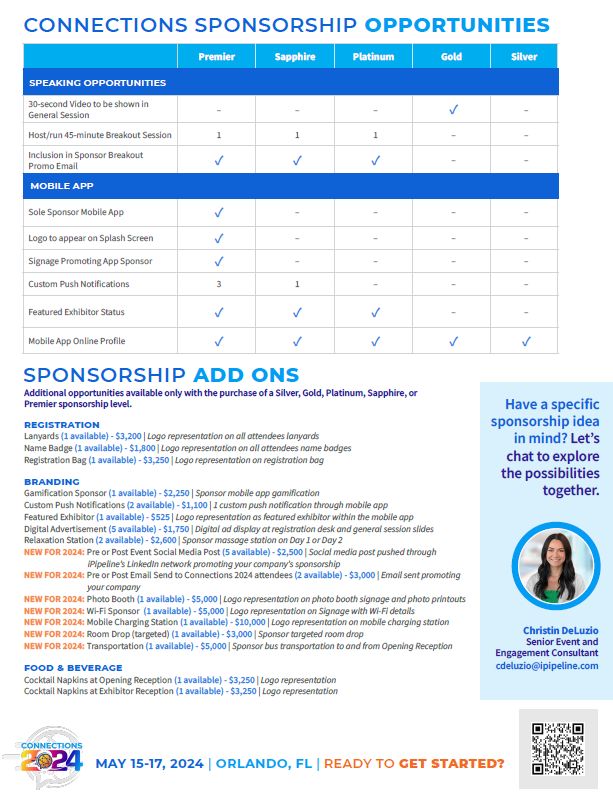 CONNECTIONS SPONSORSHIP OPPORTUNITIES
Premier Sapphire Platinum Gold Silver
SPEAKING OPPORTUNITIES
30-second Video to be shown in
General Session
– – – ✓ –
Host/run 45-minute Breakout Session 1 1 1 – –
Inclusion in Sponsor Breakout
Promo Email
✓ ✓ ✓ – –
MOBILE APP
Sole Sponsor Mobile App ✓ – – – –
Logo to appear on Splash Screen ✓ – – – –
Signage Promoting App Sponsor ✓ – – – –
Custom Push Notifications 3 1 – – –
Featured Exhibitor Status ✓ ✓ ✓ – –
Mobile App Online Profile ✓ ✓ ✓ ✓ ✓
SPONSORSHIP ADD ONS
Additional opportunities available only with the purchase of a Silver, Gold, Platinum, Sapphire, or
Premier sponsorship level.
REGISTRATION
Lanyards (1 available) - $3,200 | Logo representation on all attendees lanyards
Name Badge (1 available) - $1,800 | Logo representation on all attendees name badges
Registration Bag (1 available) - $3,250 | Logo representation on registration bag
BRANDING
Gamification Sponsor (1 available) - $2,250 | Sponsor mobile app gamification
Custom Push Notifications (2 available) - $1,100 | 1 custom push notification through mobile app
Featured Exhibitor (1 available) - $525 | Logo representation as featured exhibitor within the mobile app
Digital Advertisement (5 available) - $1,750 | Digital ad display at registration desk and general session slides
Relaxation Station (2 available) - $2,600 | Sponsor massage station on Day 1 or Day 2
NEW FOR 2024: Pre or Post Event Social Media Post (5 available) - $2,500 | Social media post pushed through
iPipeline's LinkedIn network promoting your company's sponsorship
NEW FOR 2024: Pre or Post Email Send to Connections 2024 attendees (2 available) - $3,000 | Email sent promoting
your company
NEW FOR 2024: Photo Booth (1 available) - $5,000 | Logo representation on photo booth signage and photo printouts
NEW FOR 2024: Wi-Fi Sponsor (1 available) - $5,000 | Logo representation on Signage with Wi-Fi details
NEW FOR 2024: Mobile Charging Station (1 available) - $10,000 | Logo representation on mobile charging station
NEW FOR 2024: Room Drop (targeted) (1 available) - $3,000 | Sponsor targeted room drop
NEW FOR 2024: Transportation (1 available) - $5,000 | Sponsor bus transportation to and from Opening Reception
FOOD & BEVERAGE
Cocktail Napkins at Opening Reception (1 available) - $3,250 | Logo representation
Cocktail Napkins at Exhibitor Reception (1 available) - $3,250 | Logo representation
Have a specific
sponsorship idea
in mind? Let's
chat to explore
the possibilities
together.
Christin DeLuzio
Senior Event and
Engagement Consultant
cdeluzio@ipipeline.com
CONNECTIONS
2024
MAY 15-17, 2024 | ORLANDO, FL | READY TO GET STARTED?